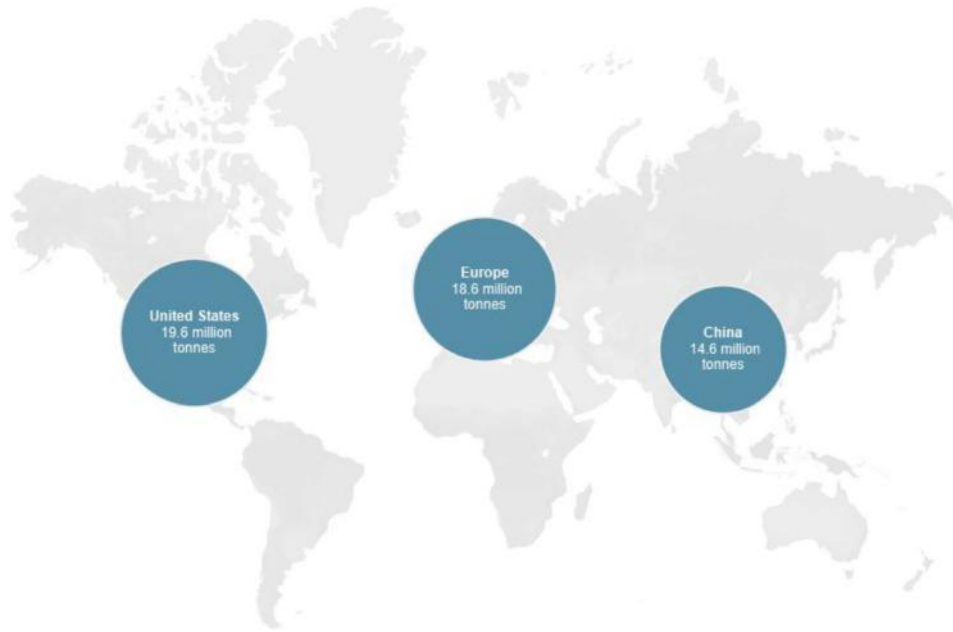 United States
19.6 million
tonnes
Europe
18.6 million
tonnes
China
14.6 million
tonnes